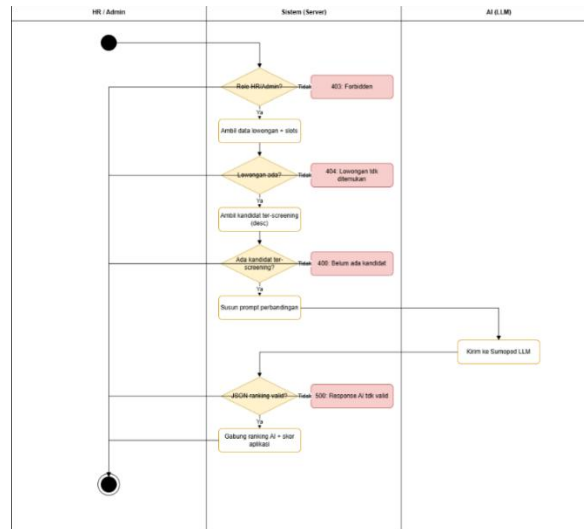 HR / Admin
Sistem (Server)
AI (LLM)
Role HR/Admin?
Tidak
403: Forbidden
Ya
Ambil data lowongan + slots
Lowongan ada?
Tidak
404: Lowongan tdk
ditemukan
Ya
Ambil kandidat ter-screening
(desc)
Ada kandidat ter-
screening?
Tidak
400: Belum ada kandidat
Ya
Susun prompt perbandingan
Kirim ke Sumopod LLM
JSON ranking valid?
Tidak
500: Response AI tdk valid
Ya
Gabung ranking AI + skor
aplikasi